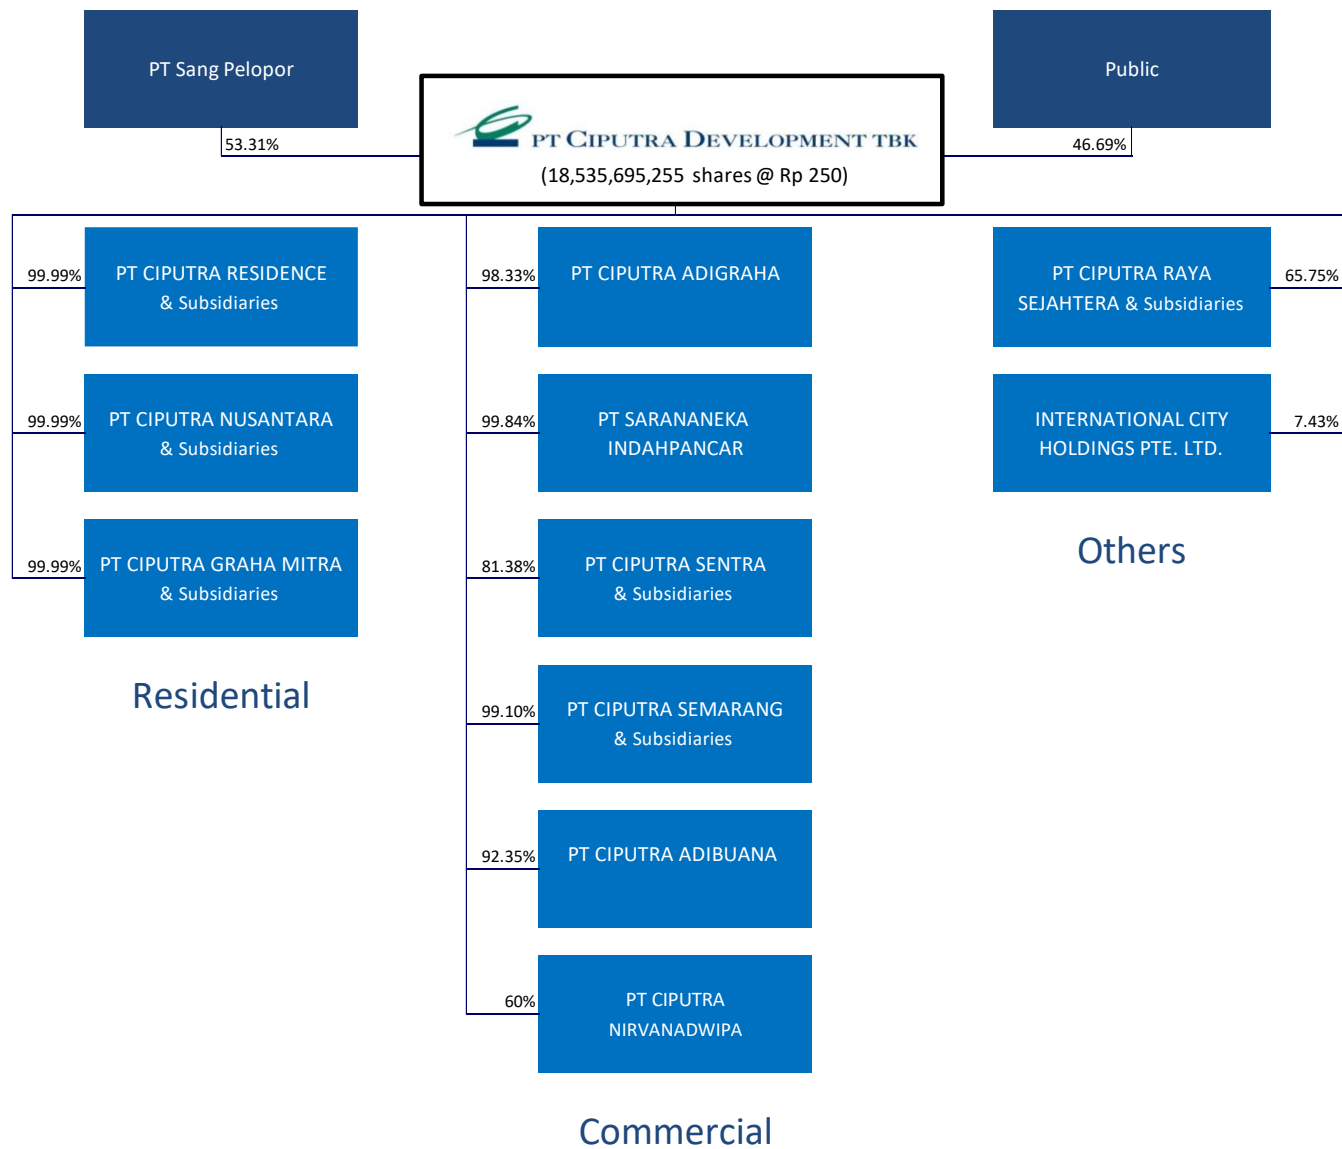 PT Sang Pelopor
Public
53.31%
PT CIPUTRA DEVELOPMENT TBK
(18,535,695,255 shares @ Rp 250)
46.69%
99.99%
PT CIPUTRA RESIDENCE
& Subsidiaries
99.99%
PT CIPUTRA NUSANTARA
& Subsidiaries
99.99%
PT CIPUTRA GRAHA MITRA
& Subsidiaries
Residential
98.33%
PT CIPUTRA ADIGRAHA
99.84%
PT SARANANEKA
INDAHPANCAR
81.38%
PT CIPUTRA SENTRA
& Subsidiaries
99.10%
PT CIPUTRA SEMARANG
& Subsidiaries
92.35%
PT CIPUTRA ADIBUANA
60%
PT CIPUTRA
NIRVANADWIPA
Commercial
PT CIPUTRA RAYA
SEJAHTERA & Subsidiaries
65.75%
INTERNATIONAL CITY
HOLDINGS PTE. LTD.
7.43%
Others